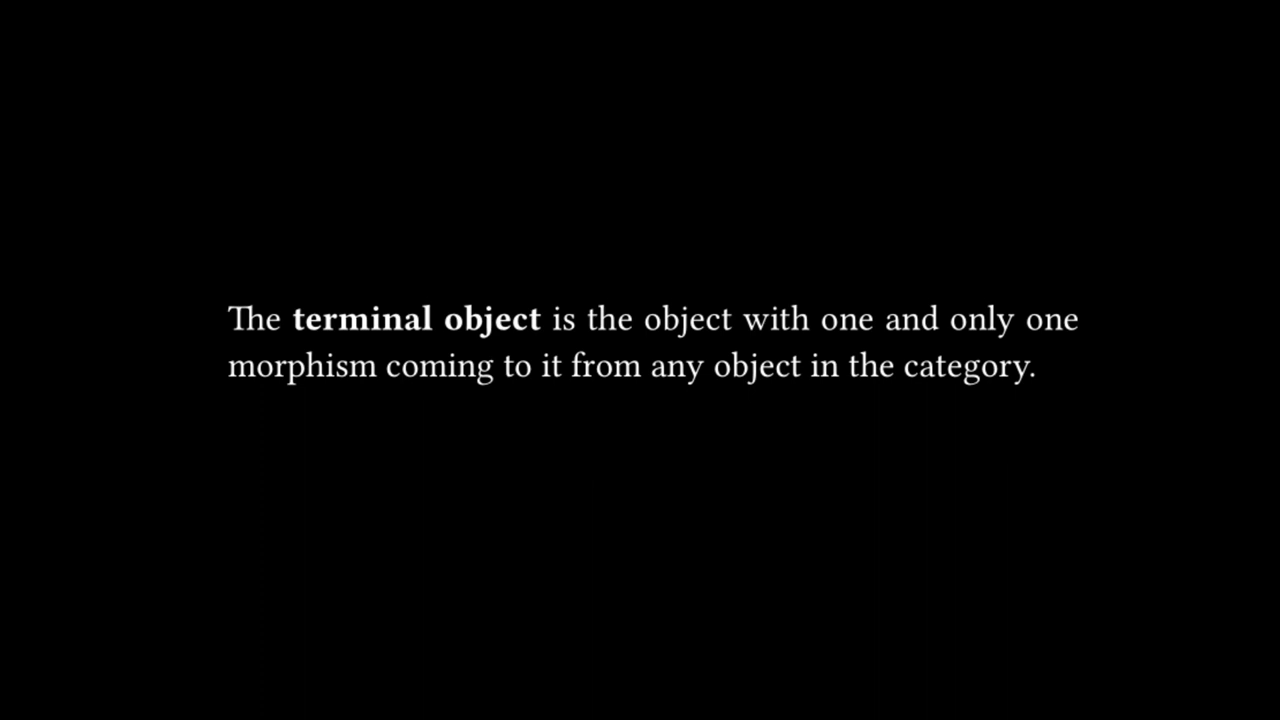 The terminal object is the object with one and only one
morphism coming to it from any object in the category.